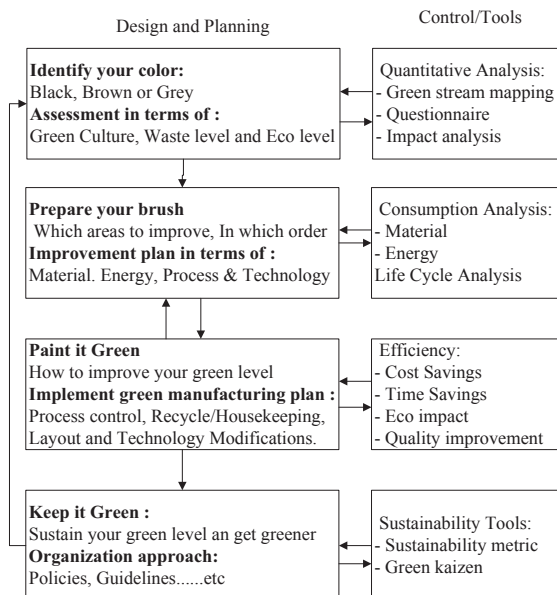 Design and Planning
Control/Tools
Identify your color:
Black, Brown or Grey
Assessment in terms of :
Green Culture, Waste level and Eco level
Quantitative Analysis:
- Green stream mapping
- Questionnaire
- Impact analysis
Prepare your brush
Which areas to improve, In which order
Improvement plan in terms of :
Material. Energy, Process & Technology
Consumption Analysis:
- Material
- Energy
Life Cycle Analysis
Paint it Green
How to improve your green level
Implement green manufacturing plan :
Process control, Recycle/Housekeeping,
Layout and Technology Modifications.
Efficiency:
- Cost Savings
- Time Savings
- Eco impact
- Quality improvement
Keep it Green :
Sustain your green level an get greener
Organization approach:
Policies, Guidelines......etc
Sustainability Tools:
- Sustainability metric
- Green kaizen